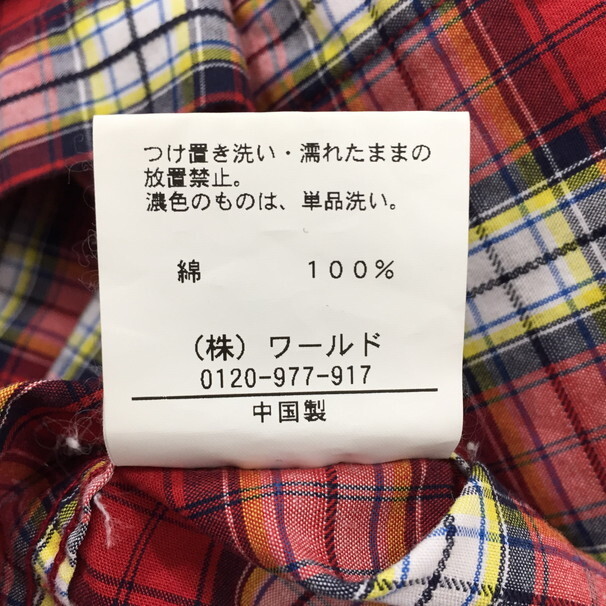 つけ置き洗い・濡れたままの
放置禁止。
濃色のものは、単品洗い。
綿 100%
(株)ワールド
0120-977-917
中国製